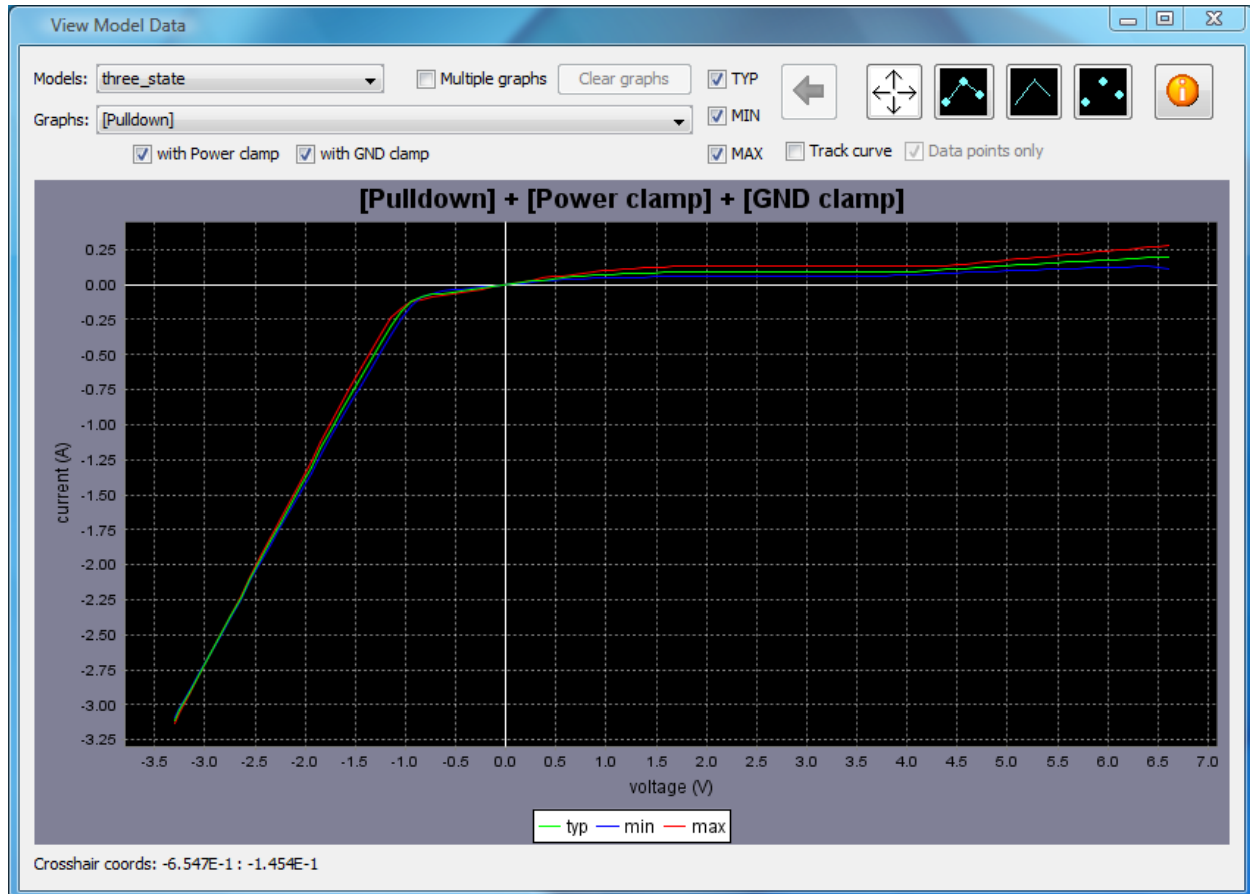 View Model Data
Models: three_state Multiple graphs Clear graphs TYP
Graphs: [Pulldown] MIN
with Power clamp with GND clamp MAX Track curve Data points only
[Pulldown] + [Power clamp] + [GND clamp]
0.25
0.00
-0.25
-0.50
-0.75
-1.00
-1.25
-1.50
-1.75
-2.00
-2.25
-2.50
-2.75
-3.00
-3.25
current (A)
-3.5 -3.0 -2.5 -2.0 -1.5 -1.0 -0.5 0.0 0.5 1.0 1.5 2.0 2.5 3.0 3.5 4.0 4.5 5.0 5.5 6.0 6.5 7.0
voltage (V)
typ min max
Crosshair coords: -6.547E-1 : -1.454E-1